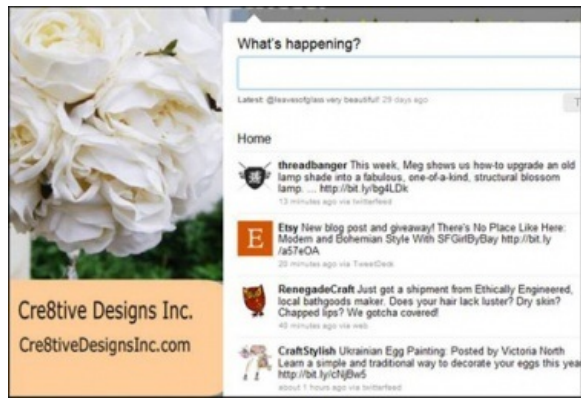 What's happening?
Latest: @leavesofglass very beautiful! 29 days ago
Home
threadbanger This week, Meg shows us how-to upgrade an old
lamp shade into a fabulous, one-of-a-kind, structural blossom
lamp. ... http://bit.ly/bg4LDk
13 minutes ago via twitterfeed
E
Etsy New blog post and giveaway! There's No Place Like Here:
Modern and Bohemian Style With SFGirlByBay http://bit.ly
/a57eOA
20 minutes ago via TweetDeck
RenegadeCraft Just got a shipment from Ethically Engineered,
local bathgoods maker. Does your hair lack luster? Dry skin?
Chapped lips? We gotcha covered!
48 minutes ago via web
CraftStylish Ukrainian Egg Painting: Posted by Victoria North
Learn a simple and traditional way to decorate your eggs this year
http://bit.ly/cNjBw5
about 1 hours ago via twitterfeed
Cre8tive Designs Inc.
Cre8tiveDesignsInc.com